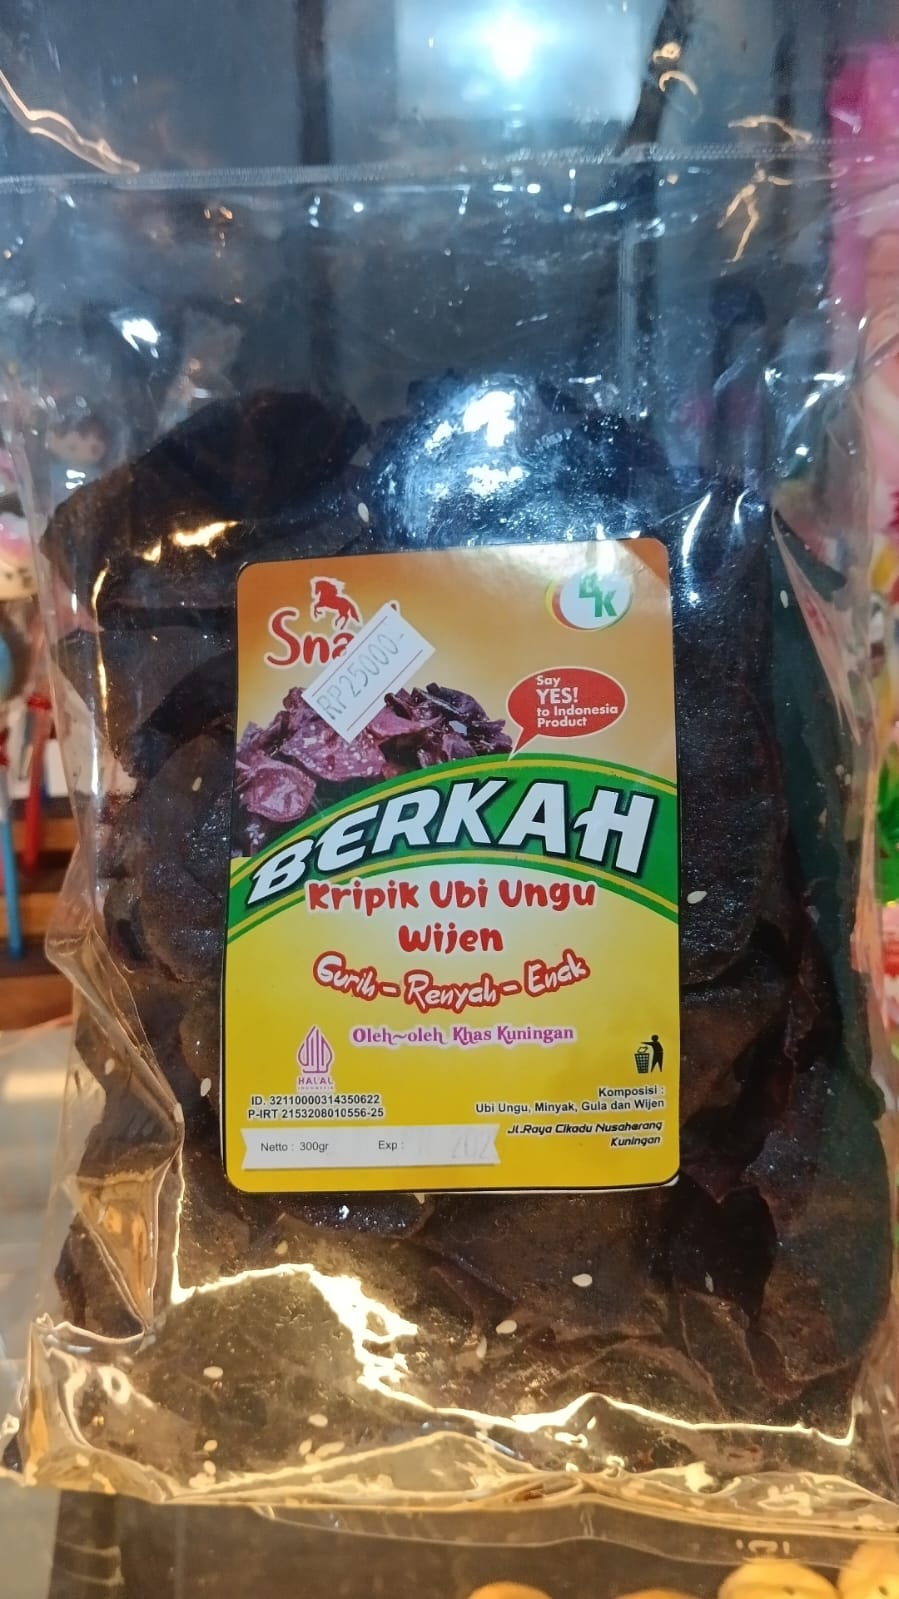 RP25000-
BK
Say
YES!
to Indonesia
Product
BERKAH
Kripik Ubi Ungu
Wijen
Gurih - Renyah - Enak
Oleh~oleh Khas Kuningan
HALAL
INDONESIA
ID. 32110000314350622
P-IRT 2153208010556-25
Komposisi :
Ubi Ungu, Minyak, Gula dan Wijen
Jl.Raya Cikadu Nusaherang
Kuningan
Netto : 300gr
Exp :